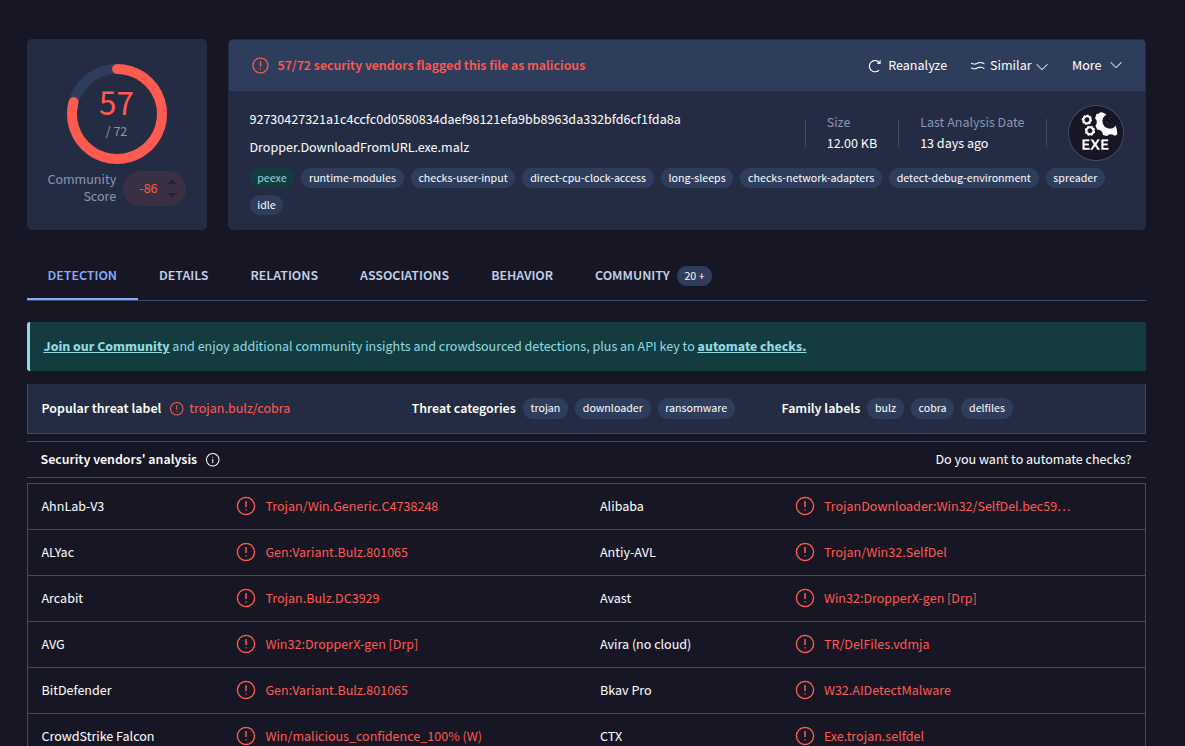 57
/ 72
Community
Score
-86
57/72 security vendors flagged this file as malicious
Reanalyze
Similar
More
92730427321a1c4ccfc0d0580834daef98121efa9bb8963da332bfd6cf1fda8a
Dropper.DownloadFromURL.exe.malz
Size
12.00 KB
Last Analysis Date
13 days ago
EXE
peexe runtime-modules checks-user-input direct-cpu-clock-access long-sleeps checks-network-adapters detect-debug-environment spreader
idle
DETECTION DETAILS RELATIONS ASSOCIATIONS BEHAVIOR COMMUNITY 20 +
Join our Community and enjoy additional community insights and crowdsourced detections, plus an API key to automate checks.
Popular threat label trojan.bulz/cobra Threat categories trojan downloader ransomware Family labels bulz cobra delfiles
Security vendors' analysis Do you want to automate checks?
AhnLab-V3 Trojan/Win.Generic.C4738248 Alibaba TrojanDownloader:Win32/SelfDel.bec59…
ALYac Gen:Variant.Bulz.801065 Antiy-AVL Trojan/Win32.SelfDel
Arcabit Trojan.Bulz.DC3929 Avast Win32:DropperX-gen [Drp]
AVG Win32:DropperX-gen [Drp] Avira (no cloud) TR/DelFiles.vdmja
BitDefender Gen:Variant.Bulz.801065 Bkav Pro W32.AIDetectMalware
CrowdStrike Falcon Win/malicious_confidence_100% (W) CTX Exe.trojan.selfdel